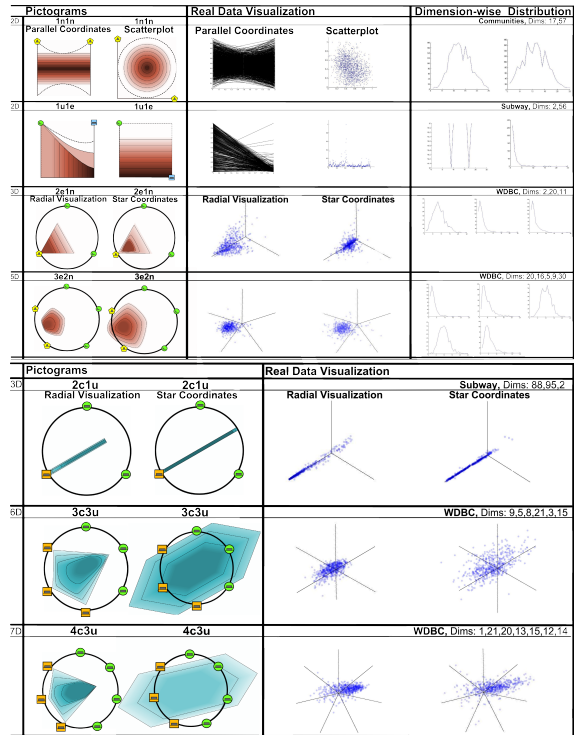 Pictograms Real Data Visualization Dimension-wise Distribution
2D 1n1n 1n1n Communities, Dims: 17,57
Parallel Coordinates Scatterplot Parallel Coordinates Scatterplot
2D 1u1e 1u1e Subway, Dims: 2,56
3D 2e1n 2e1n WDBC, Dims: 2,20,11
Radial Visualization Star Coordinates Radial Visualization Star Coordinates
5D 3e2n 3e2n WDBC, Dims: 20,16,5,9,30
Pictograms Real Data Visualization
3D 2c1u 2c1u Subway, Dims: 88,95,2
Radial Visualization Star Coordinates Radial Visualization Star Coordinates
6D 3c3u 3c3u WDBC, Dims: 9,5,8,21,3,15
7D 4c3u 4c3u WDBC, Dims: 1,21,20,13,15,12,14